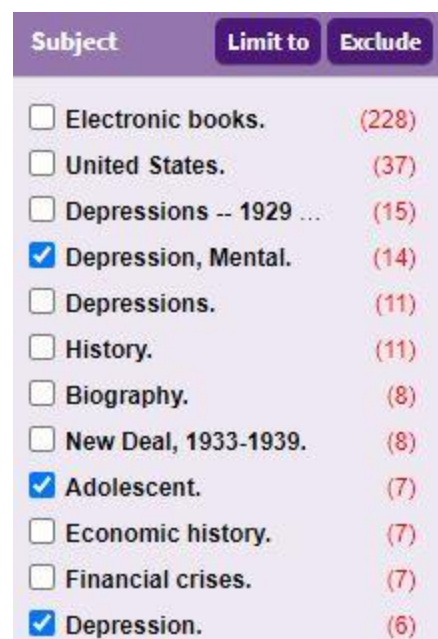 Subject Limit to Exclude
Electronic books. (228)
United States. (37)
Depressions -- 1929 ... (15)
Depression, Mental. (14)
Depressions. (11)
History. (11)
Biography. (8)
New Deal, 1933-1939. (8)
Adolescent. (7)
Economic history. (7)
Financial crises. (7)
Depression. (6)